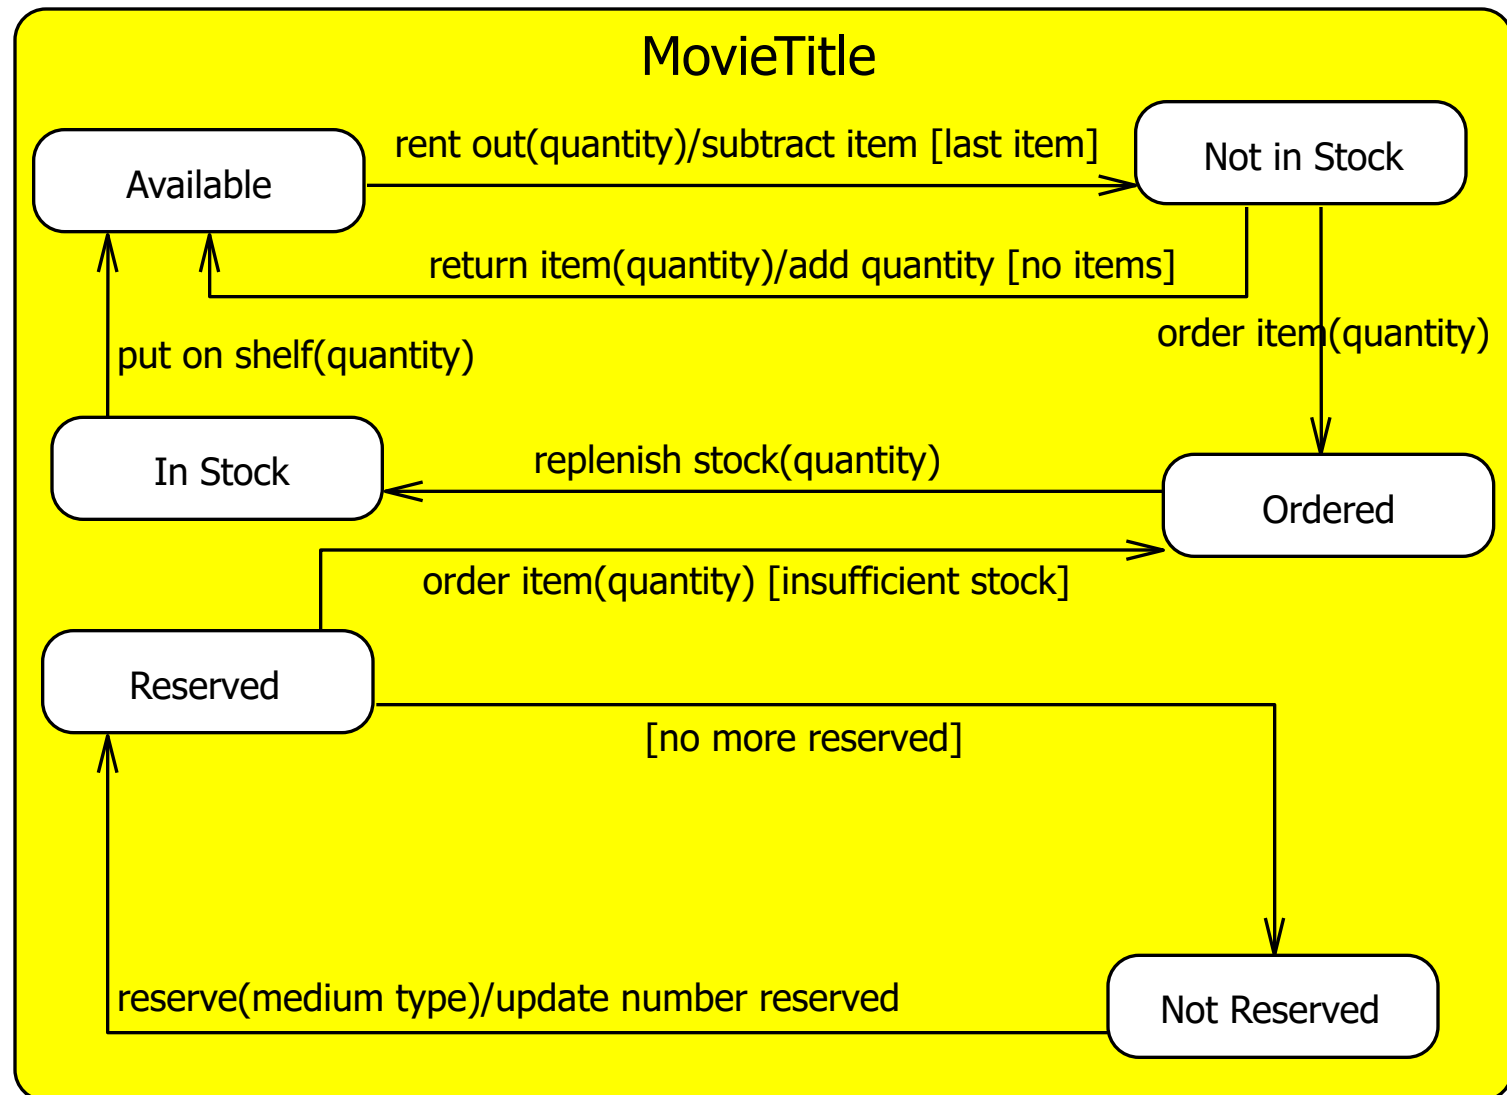 MovieTitle
rent out(quantity)/subtract item [last item]
Not in Stock
Available
return item(quantity)/add quantity [no items]
order item(quantity)
put on shelf(quantity)
replenish stock(quantity)
In Stock
Ordered
order item(quantity) [insufficient stock]
Reserved
[no more reserved]
reserve(medium type)/update number reserved
Not Reserved